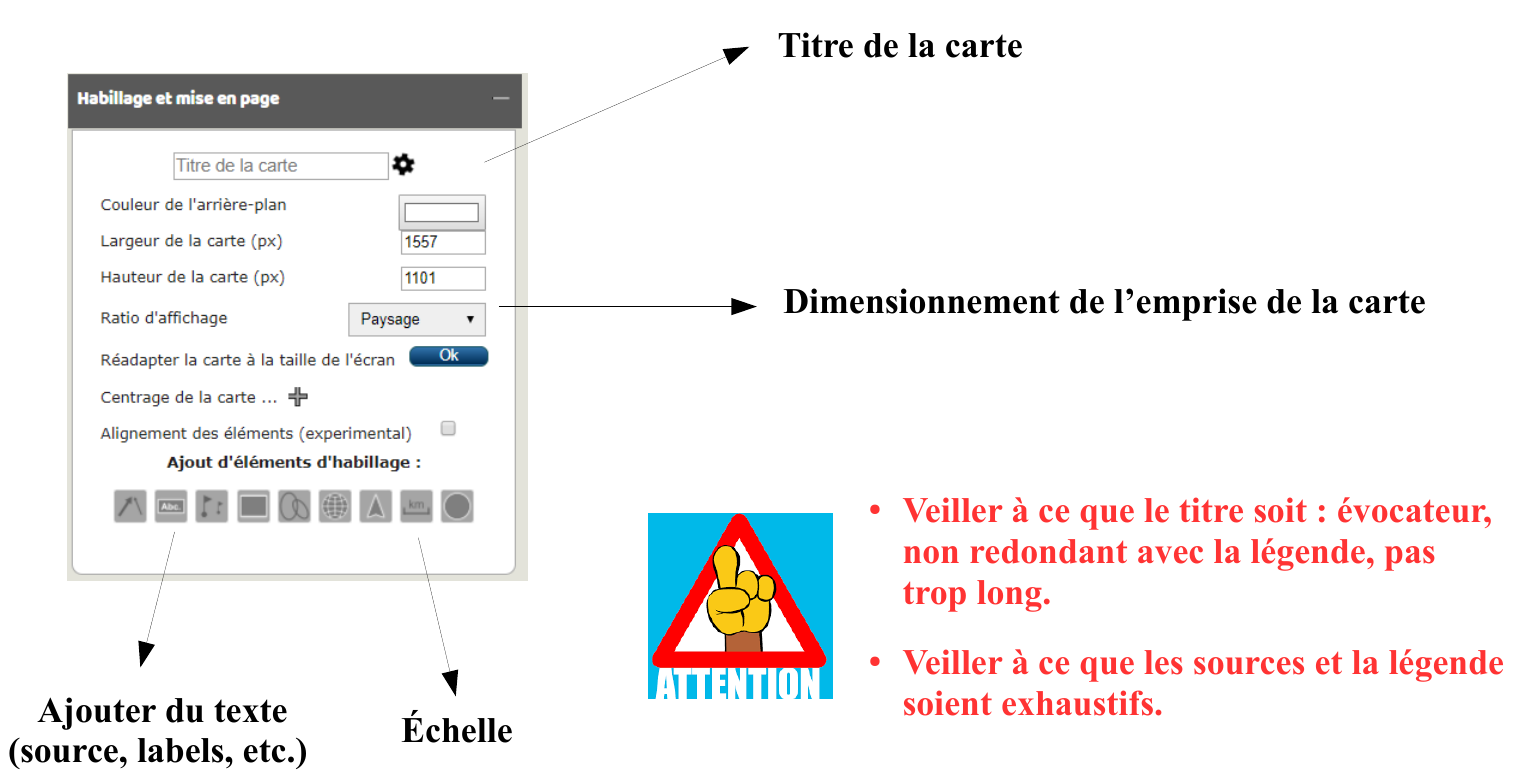 Titre de la carte
Habillage et mise en page
Titre de la carte
Couleur de l'arrière-plan
Largeur de la carte (px) 1557
Hauteur de la carte (px) 1101
Ratio d'affichage Paysage
Dimensionnement de l’emprise de la carte
Réadapter la carte à la taille de l'écran Ok
Centrage de la carte ...
Alignement des éléments (experimental)
Ajout d'éléments d'habillage :
Abc.
km
• Veiller à ce que le titre soit : évocateur,
non redondant avec la légende, pas
trop long.
• Veiller à ce que les sources et la légende
soient exhaustifs.
ATTENTION
Ajouter du texte
(source, labels, etc.)
Échelle